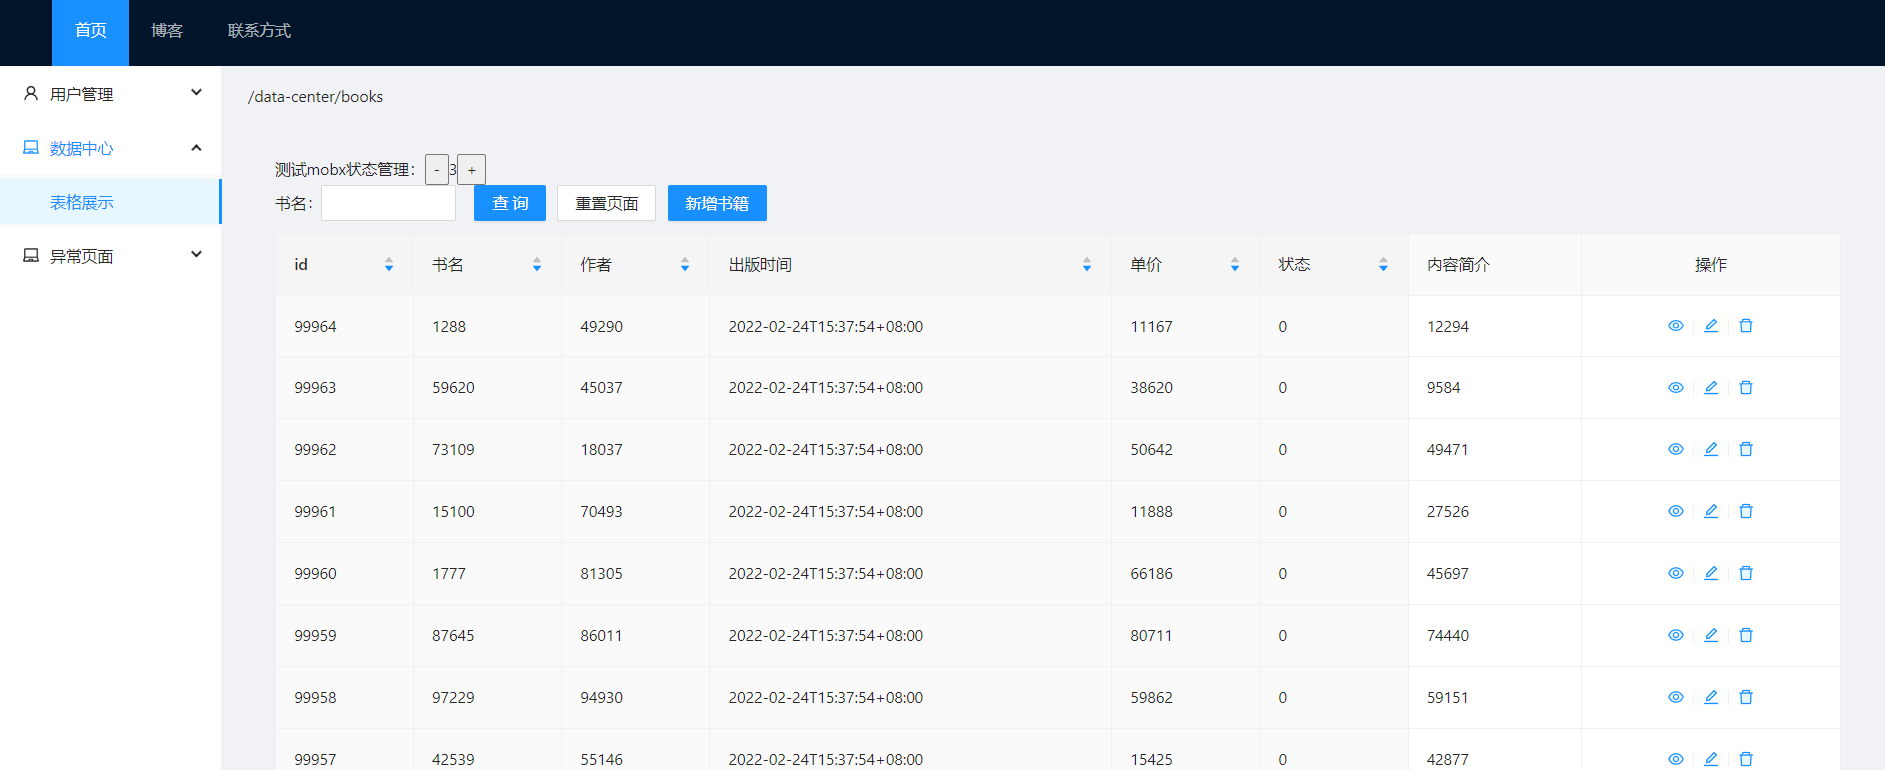 首页 博客 联系方式
用户管理
数据中心
表格展示
异常页面
/data-center/books
测试mobx状态管理： - 3 +
书名： 查 询 重置页面 新增书籍
id 书名 作者 出版时间 单价 状态 内容简介 操作
99964 1288 49290 2022-02-24T15:37:54+08:00 11167 0 12294
99963 59620 45037 2022-02-24T15:37:54+08:00 38620 0 9584
99962 73109 18037 2022-02-24T15:37:54+08:00 50642 0 49471
99961 15100 70493 2022-02-24T15:37:54+08:00 11888 0 27526
99960 1777 81305 2022-02-24T15:37:54+08:00 66186 0 45697
99959 87645 86011 2022-02-24T15:37:54+08:00 80711 0 74440
99958 97229 94930 2022-02-24T15:37:54+08:00 59862 0 59151
99957 42539 55146 2022-02-24T15:37:54+08:00 15425 0 42877